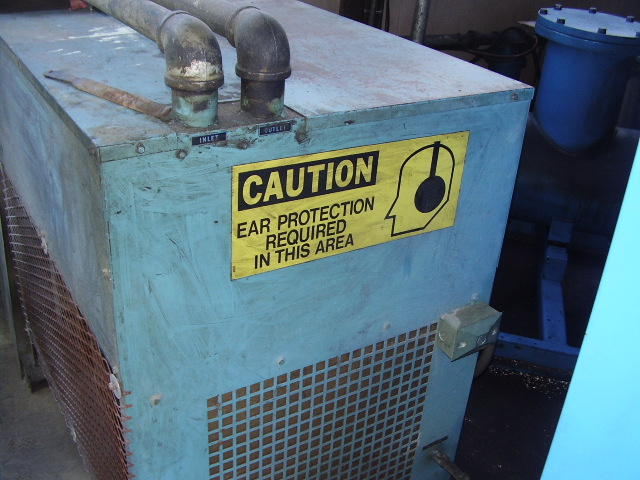 INLET
OUTLET
CAUTION
EAR PROTECTION
REQUIRED
IN THIS AREA